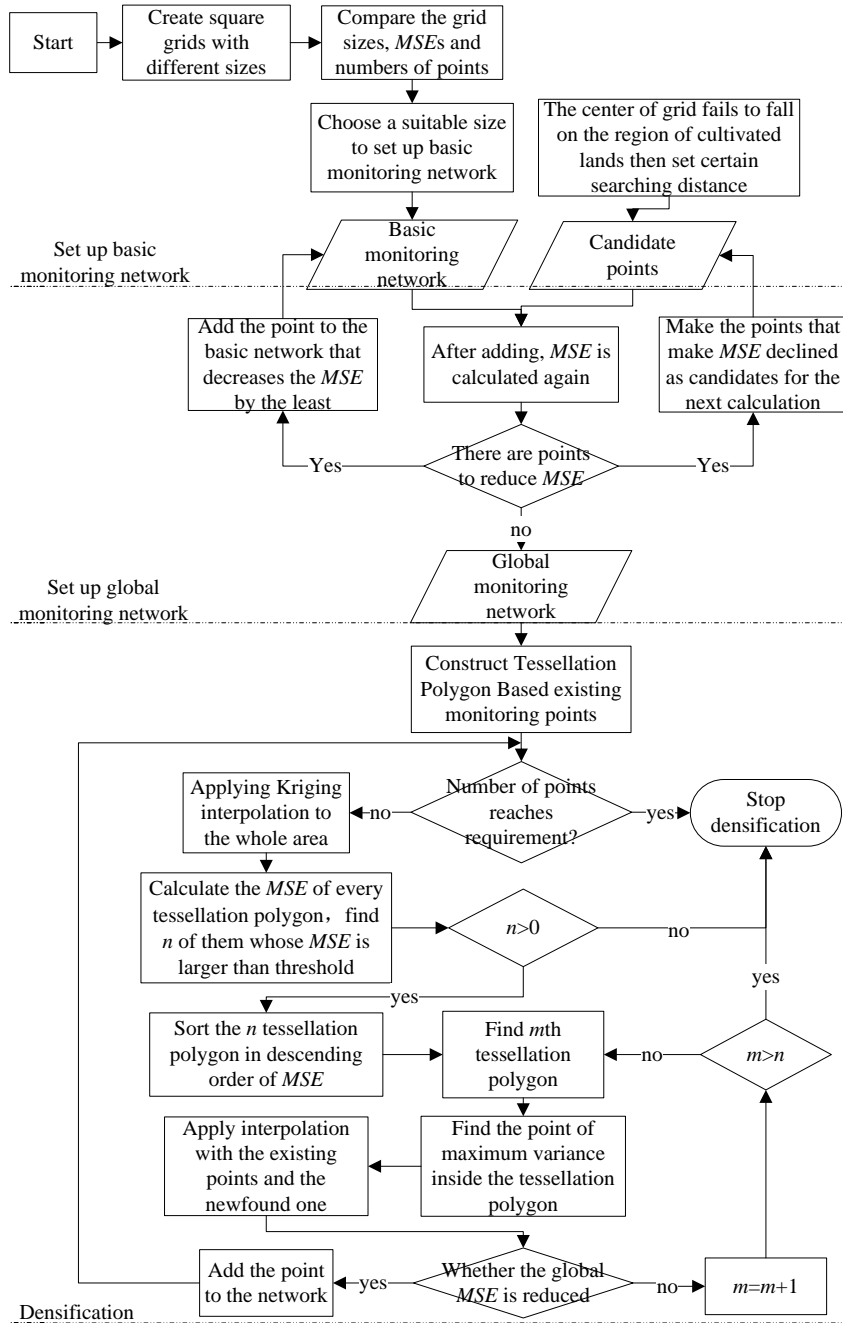 Start
Create square
grids with
different sizes
Compare the grid
sizes, MSEs and
numbers of points
Choose a suitable size
to set up basic
monitoring network
The center of grid fails to fall
on the region of cultivated
lands then set certain
searching distance
Basic
monitoring
network
Candidate
points
Set up basic
monitoring network
Add the point to the
basic network that
decreases the MSE
by the least
After adding, MSE is
calculated again
Make the points that
make MSE declined
as candidates for the
next calculation
There are points
to reduce MSE
Yes
Yes
no
Global
monitoring
network
Set up global
monitoring network
Construct Tessellation
Polygon Based existing
monitoring points
Applying Kriging
interpolation to
the whole area
no
Number of points
reaches
requirement?
yes
Stop
densification
Calculate the MSE of every
tessellation polygon，find
n of them whose MSE is
larger than threshold
n>0
no
yes
yes
Sort the n tessellation
polygon in descending
order of MSE
Find mth
tessellation
polygon
no
m>n
Apply interpolation
with the existing
points and the
newfound one
Find the point of
maximum variance
inside the tessellation
polygon
Add the point
to the network
yes
Whether the global
MSE is reduced
no
m=m+1
Densification